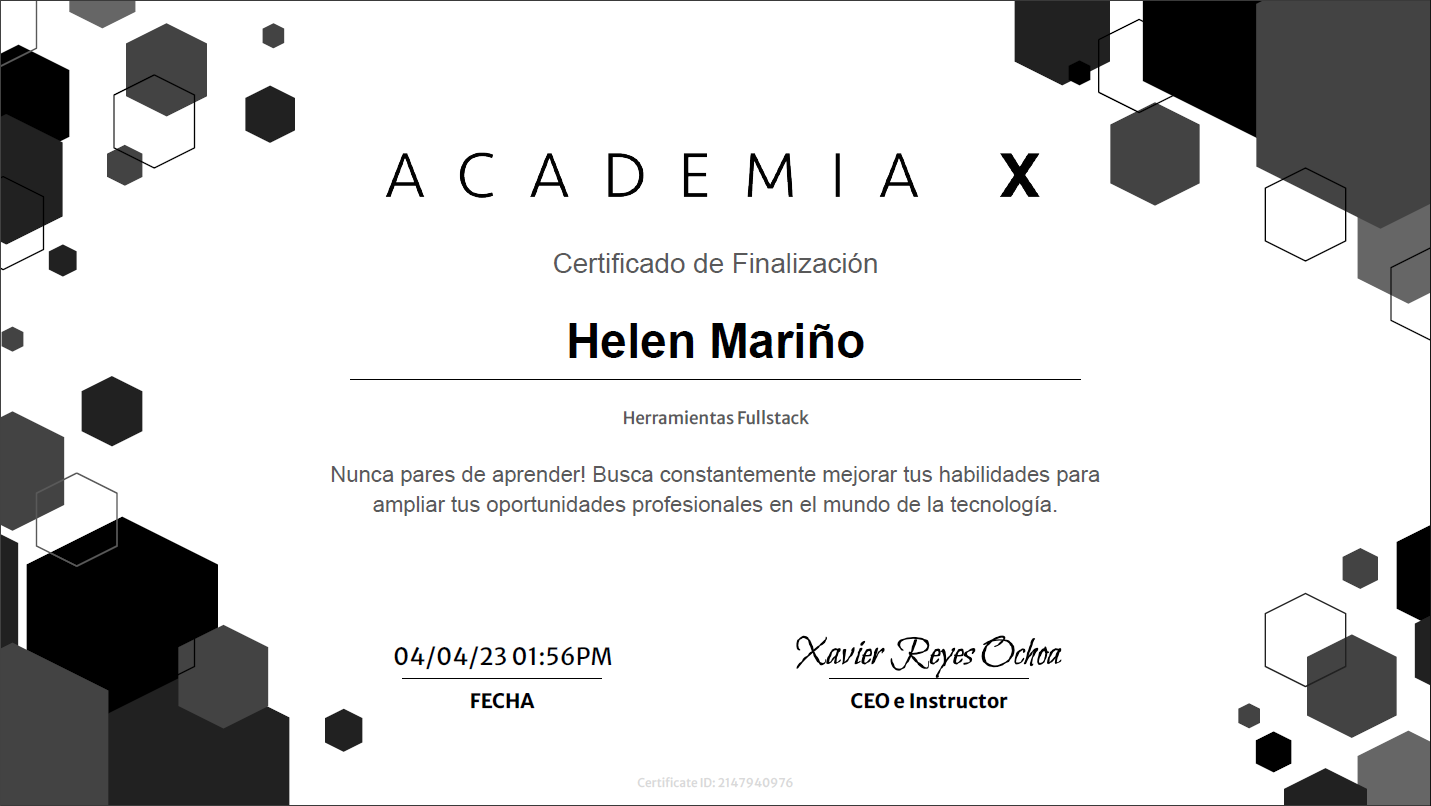 ACADEMIA X
Certificado de Finalización
Helen Mariño
Herramientas Fullstack
Nunca pares de aprender! Busca constantemente mejorar tus habilidades para
ampliar tus oportunidades profesionales en el mundo de la tecnología.
04/04/23 01:56PM
FECHA
Xavier Reyes Ochoa
CEO e Instructor
Certificate ID: 2147940976